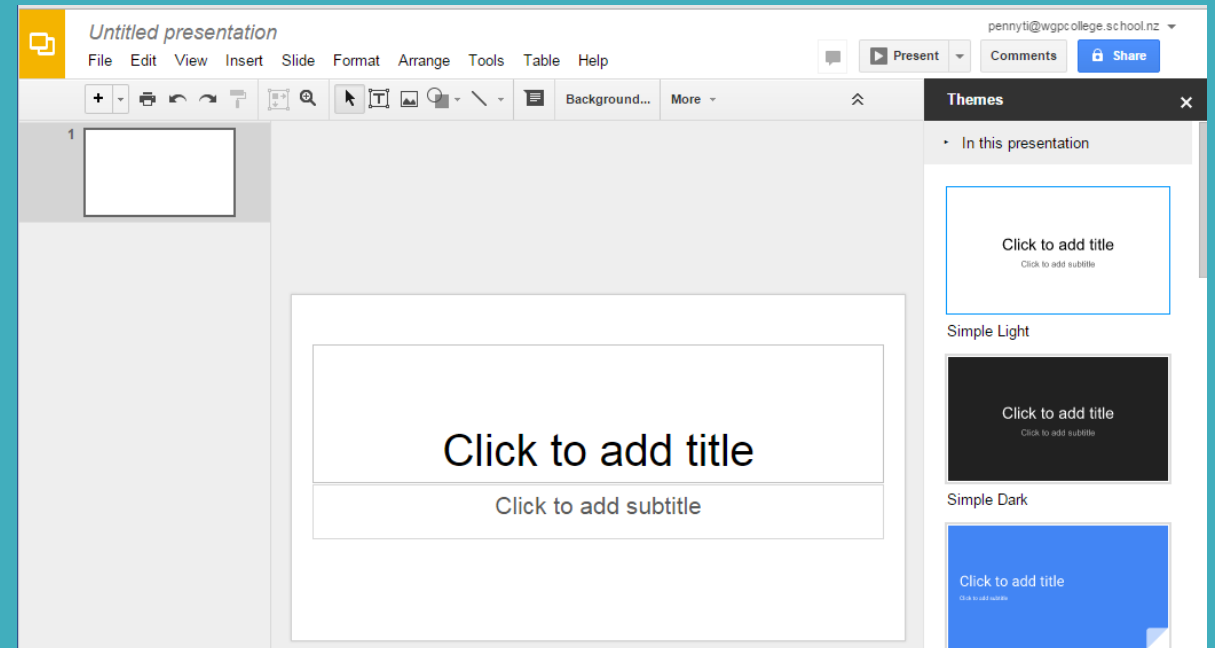 Untitled presentation
pennyti@wgpcollege.school.nz
File Edit View Insert Slide Format Arrange Tools Table Help
Present
Comments
Share
Background...
More
Themes
1
In this presentation
Click to add title
Click to add subtitle
Simple Light
Click to add title
Click to add subtitle
Simple Dark
Click to add title
Click to add subtitle
Click to add title
Click to add subtitle